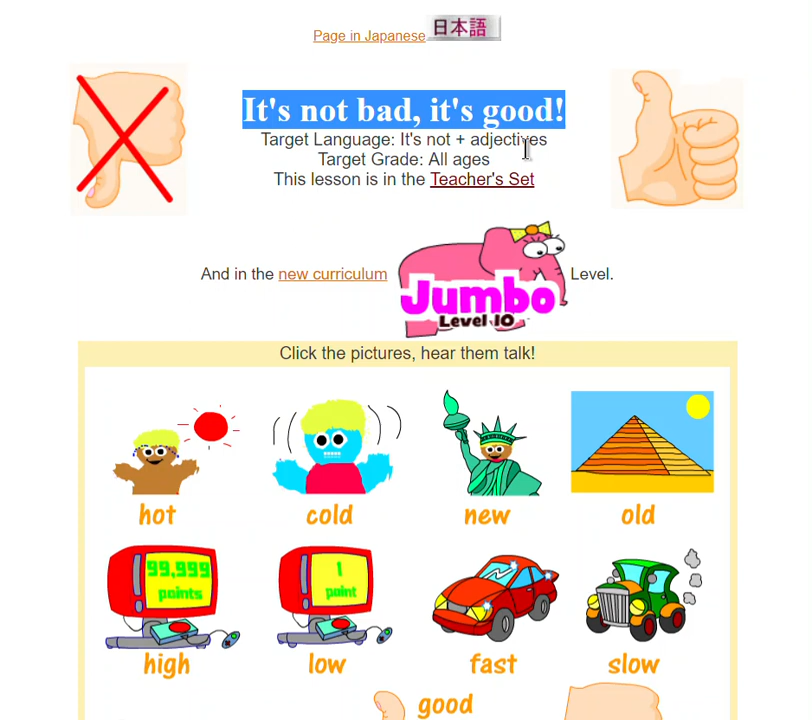 Page in Japanese 日本語
It's not bad, it's good!
Target Language: It's not + adjectives
Target Grade: All ages
This lesson is in the Teacher's Set
And in the new curriculum Jumbo Level 10 Level.
Click the pictures, hear them talk!
hot cold new old
99,999 points 1 point
high low fast slow
good